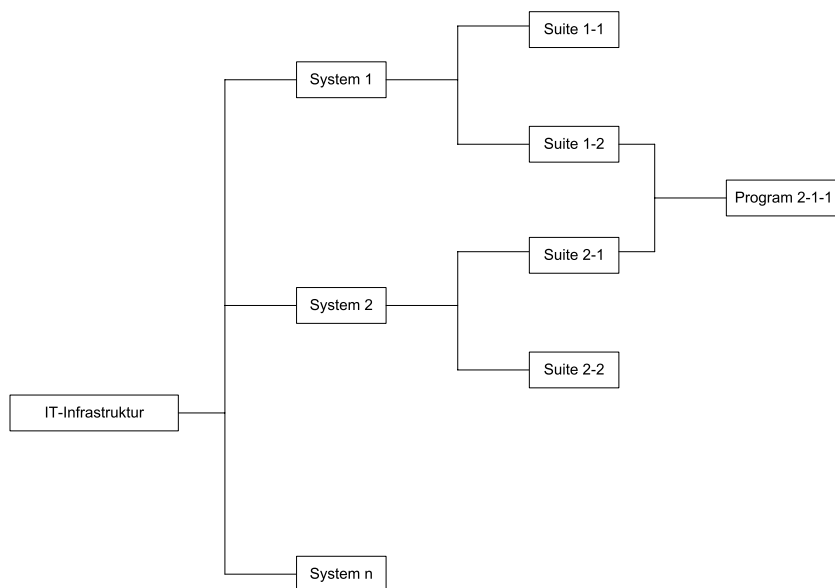 Suite 1-1
System 1
Suite 1-2
Program 2-1-1
Suite 2-1
System 2
Suite 2-2
IT-Infrastruktur
System n